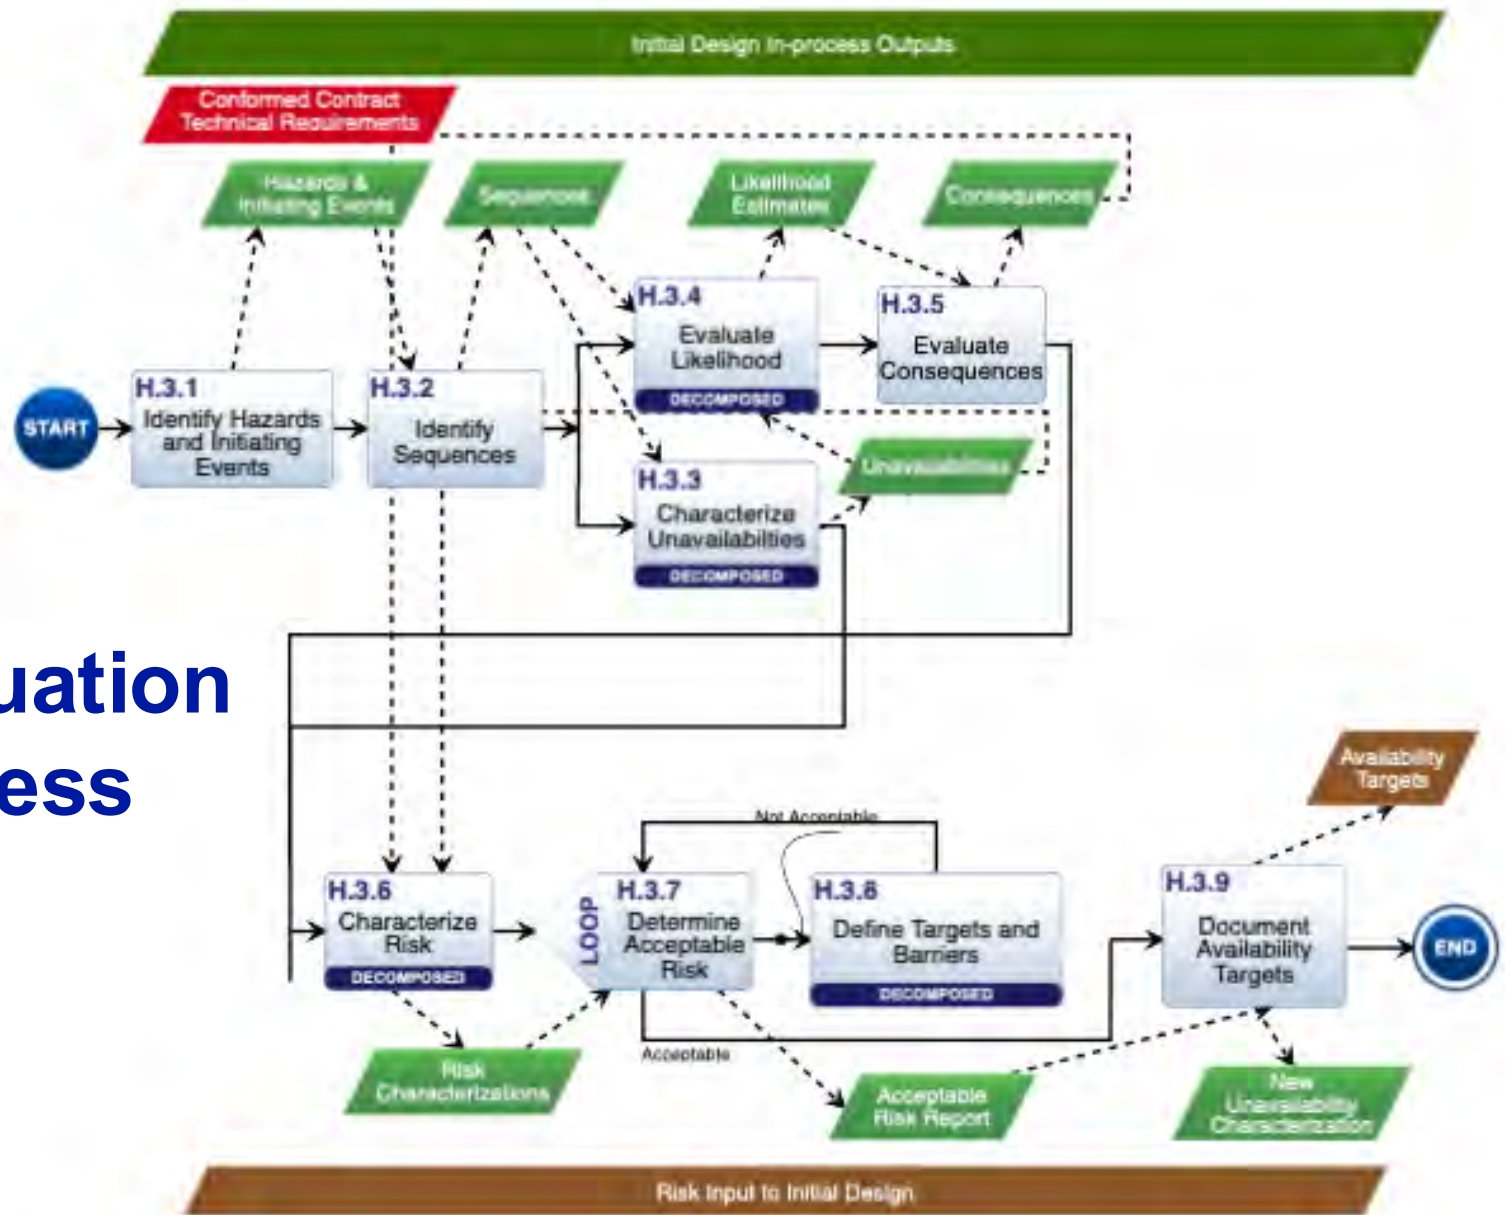 Initial Design In-process Outputs
Conformed Contract
Technical Requirements
Hazards &
Initiating Events
Sequences
Likelihood
Estimates
Consequences
H.3.4
Evaluate
Likelihood
DECOMPOSED
H.3.5
Evaluate
Consequences
START
H.3.1
Identify Hazards
and Initiating
Events
H.3.2
Identify
Sequences
Unavailabilities
H.3.3
Characterize
Unavailabilties
DECOMPOSED
uation
ess
Availability
Targets
Not Acceptable
H.3.6
Characterize
Risk
DECOMPOSED
LOOP
H.3.7
Determine
Acceptable
Risk
H.3.8
Define Targets and
Barriers
DECOMPOSED
H.3.9
Document
Availability
Targets
END
Acceptable
Risk
Characterizations
Acceptable
Risk Report
New
Unavailability
Characterization
Risk Input to Initial Design